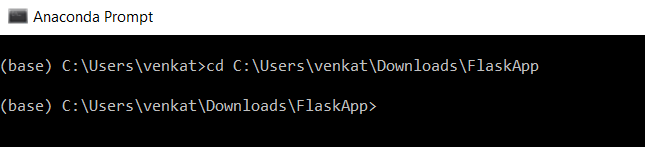 Anaconda Prompt
(base) C:\Users\venkat>cd C:\Users\venkat\Downloads\FlaskApp
(base) C:\Users\venkat\Downloads\FlaskApp>